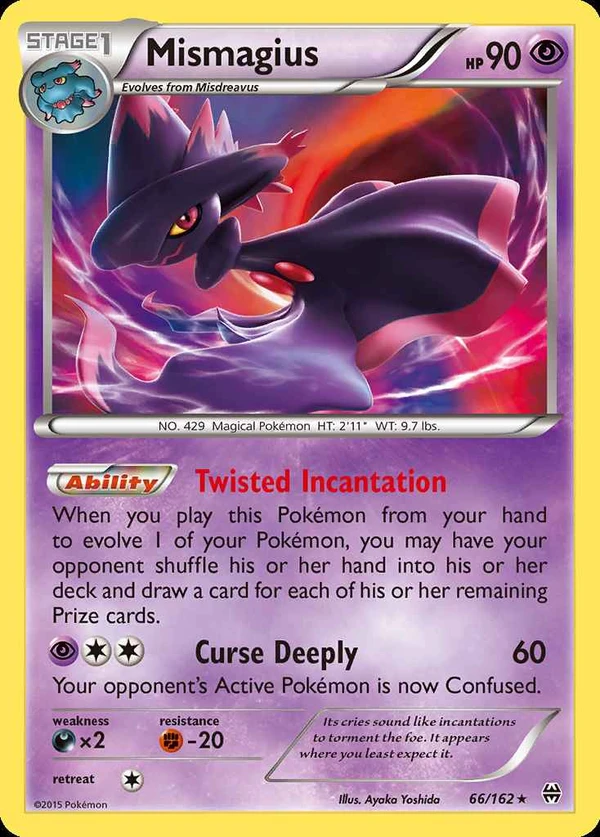 STAGE1
Mismagius
HP 90
Evolves from Misdreavus
NO. 429 Magical Pokémon HT: 2'11" WT: 9.7 lbs.
Ability Twisted Incantation
When you play this Pokémon from your hand
to evolve 1 of your Pokémon, you may have your
opponent shuffle his or her hand into his or her
deck and draw a card for each of his or her remaining
Prize cards.
Curse Deeply 60
Your opponent's Active Pokémon is now Confused.
weakness resistance
×2 -20
Its cries sound like incantations
to torment the foe. It appears
where you least expect it.
retreat
©2015 Pokémon
Illus. Ayaka Yoshida 66/162 ★